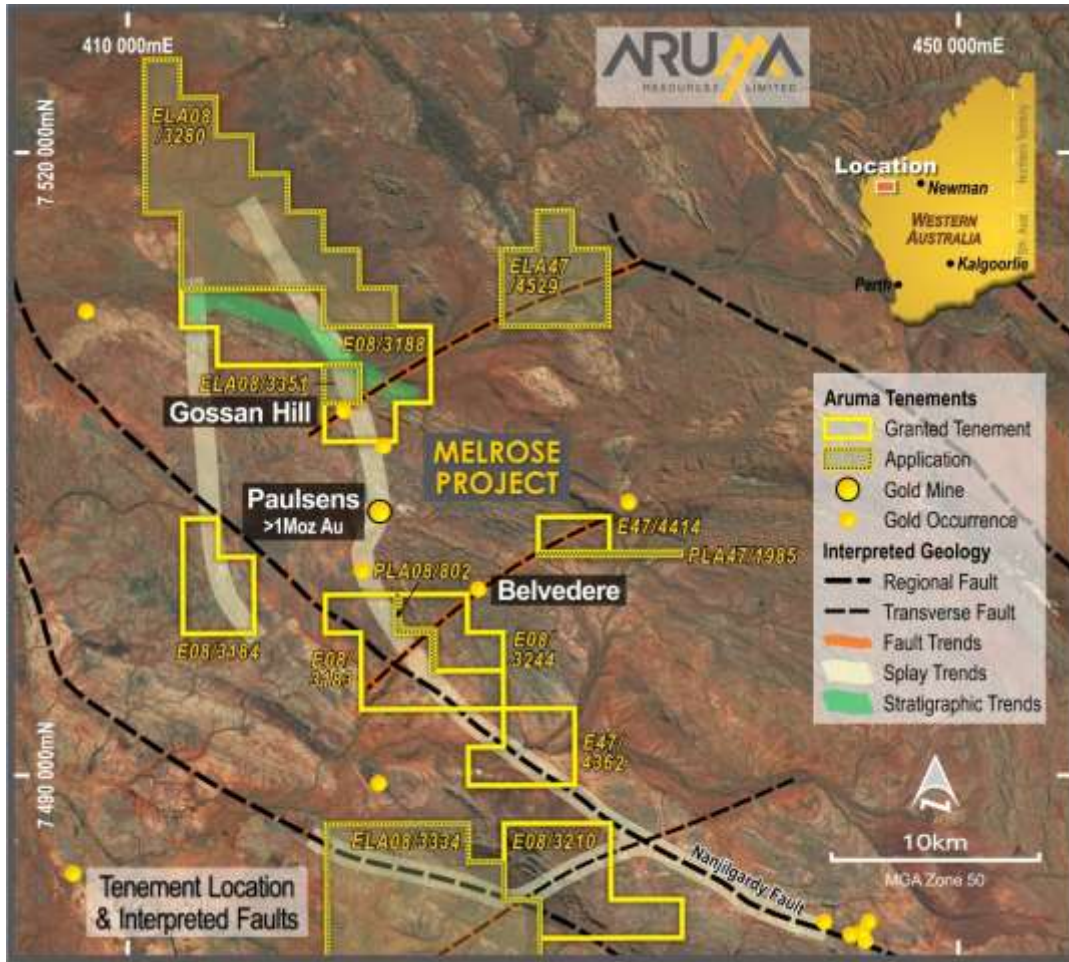 410 000mE
450 000mE
ARUMA
RESOURCES LIMITED
7 520 000mN
7 490 000mN
ELA08
/3280
ELA47
/4529
E08/3188
ELA08/3351
Gossan Hill
MELROSE
PROJECT
Paulsens
>1Moz Au
E47/4414
PLA47/1985
PLA08/802
Belvedere
E08/3184
E08/
3183
E08/
3244
E47/
4362
ELA08/3334
E08/3210
Nanjilgardy Fault
Tenement Location
& Interpreted Faults
Location
Newman
WESTERN
AUSTRALIA
Kalgoorlie
Perth
Aruma Tenements
Granted Tenement
Application
Gold Mine
Gold Occurrence
Interpreted Geology
Regional Fault
Transverse Fault
Fault Trends
Splay Trends
Stratigraphic Trends
N
10km
MGA Zone 50